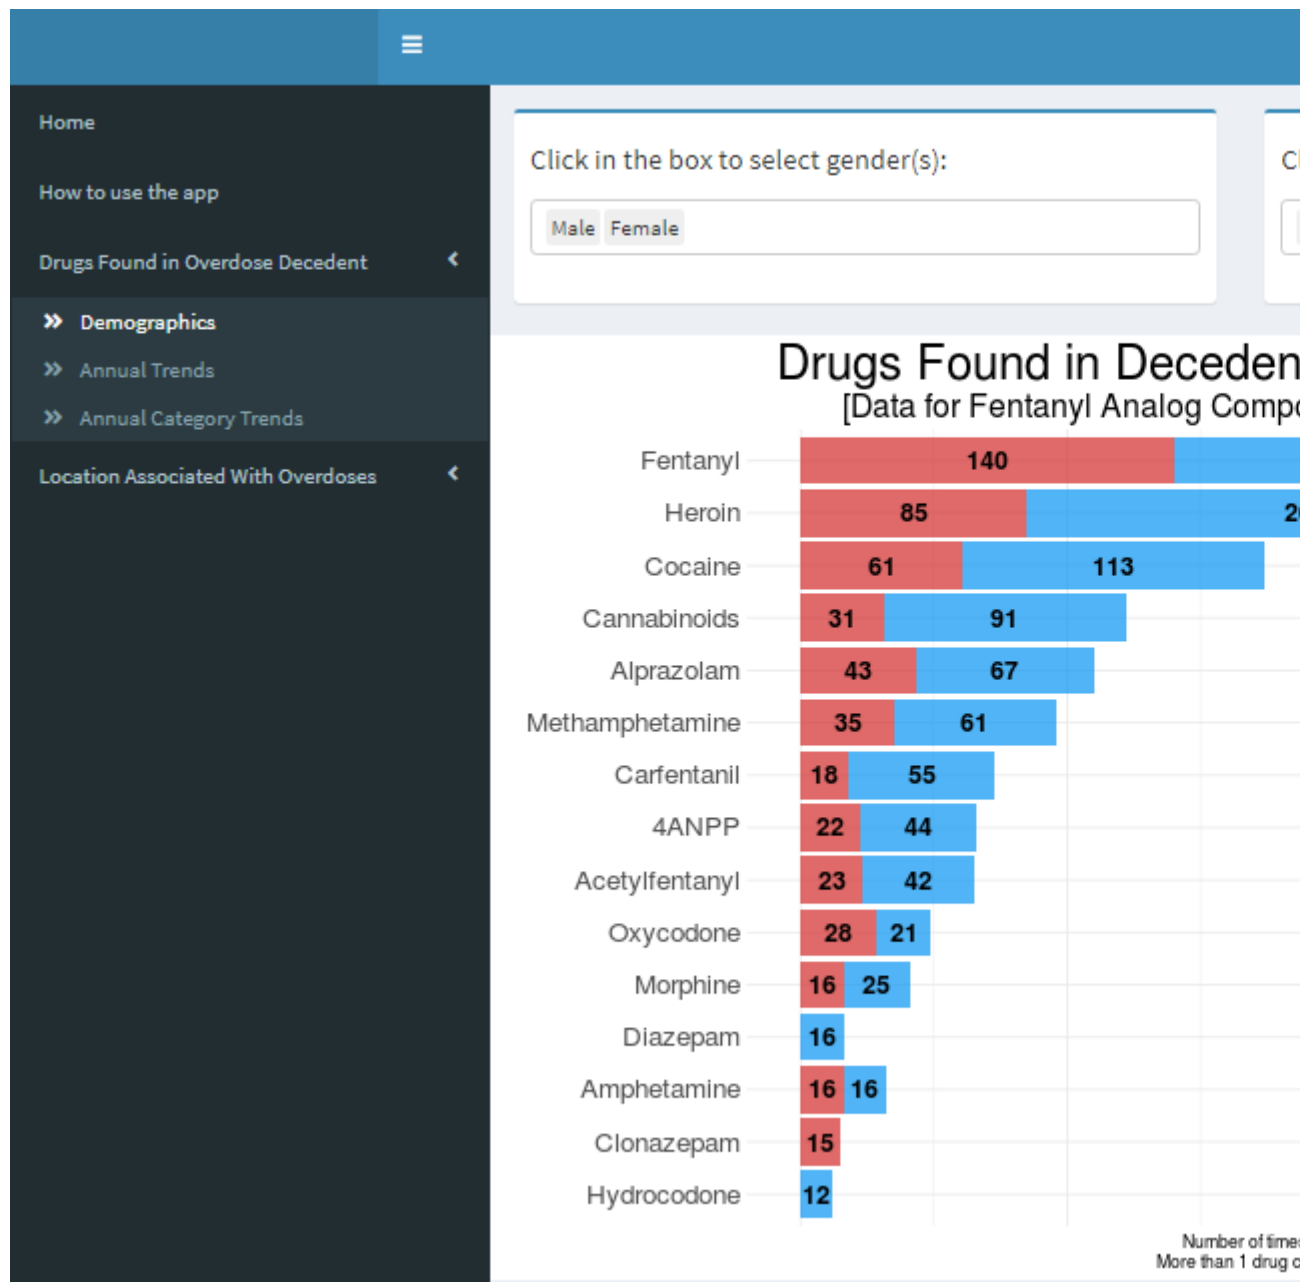 Home
How to use the app
Drugs Found in Overdose Decedent
Demographics
Annual Trends
Annual Category Trends
Location Associated With Overdoses
Click in the box to select gender(s):
Male Female
Drugs Found in
[Data for Fentanyl Analog
Fentanyl 140
Heroin 85
Cocaine 61 113
Cannabinoids 31 91
Alprazolam 43 67
Methamphetamine 35 61
Carfentanil 18 55
4ANPP 22 44
Acetylfentanyl 23 42
Oxycodone 28 21
Morphine 16 25
Diazepam 16
Amphetamine 16 16
Clonazepam 15
Hydrocodone 12
Number of
More than 1 drug